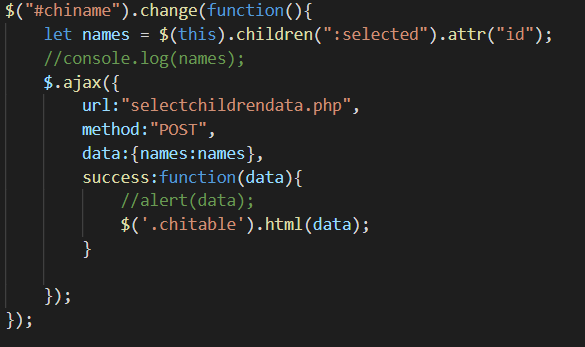 $("#chiname").change(function(){
    let names = $(this).children(":selected").attr("id");
    //console.log(names);
    $.ajax({
        url:"selectchildrendata.php",
        method:"POST",
        data:{names:names},
        success:function(data){
            //alert(data);
            $('.chitable').html(data);
        }
    });
});